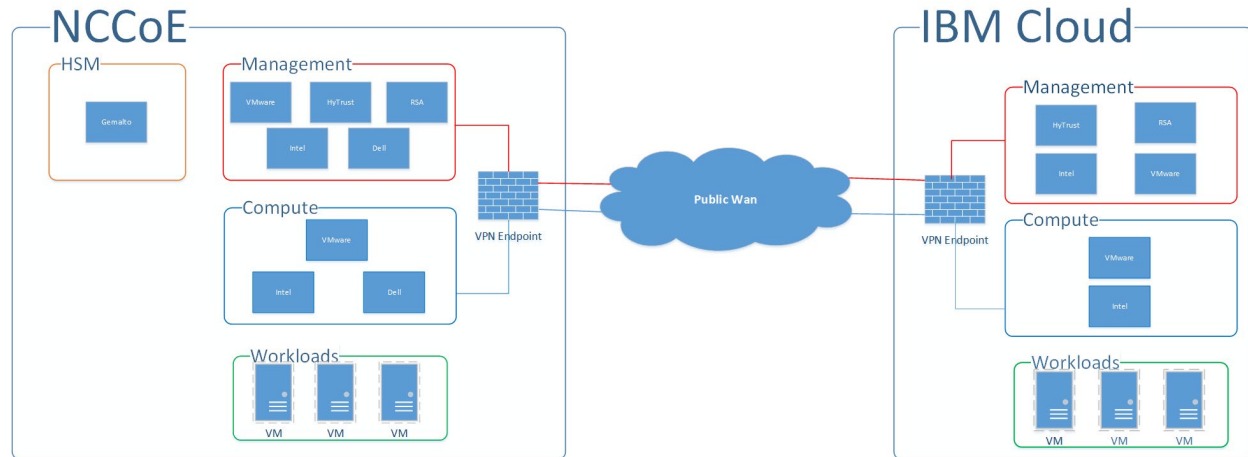 NCCoE
HSM
Gemalto
Management
VMware
HyTrust
RSA
Intel
Dell
Compute
VMware
Intel
Dell
Workloads
VM
VM
VM
VPN Endpoint
Public Wan
VPN Endpoint
IBM Cloud
Management
HyTrust
RSA
Intel
VMware
Compute
VMware
Intel
Workloads
VM
VM
VM